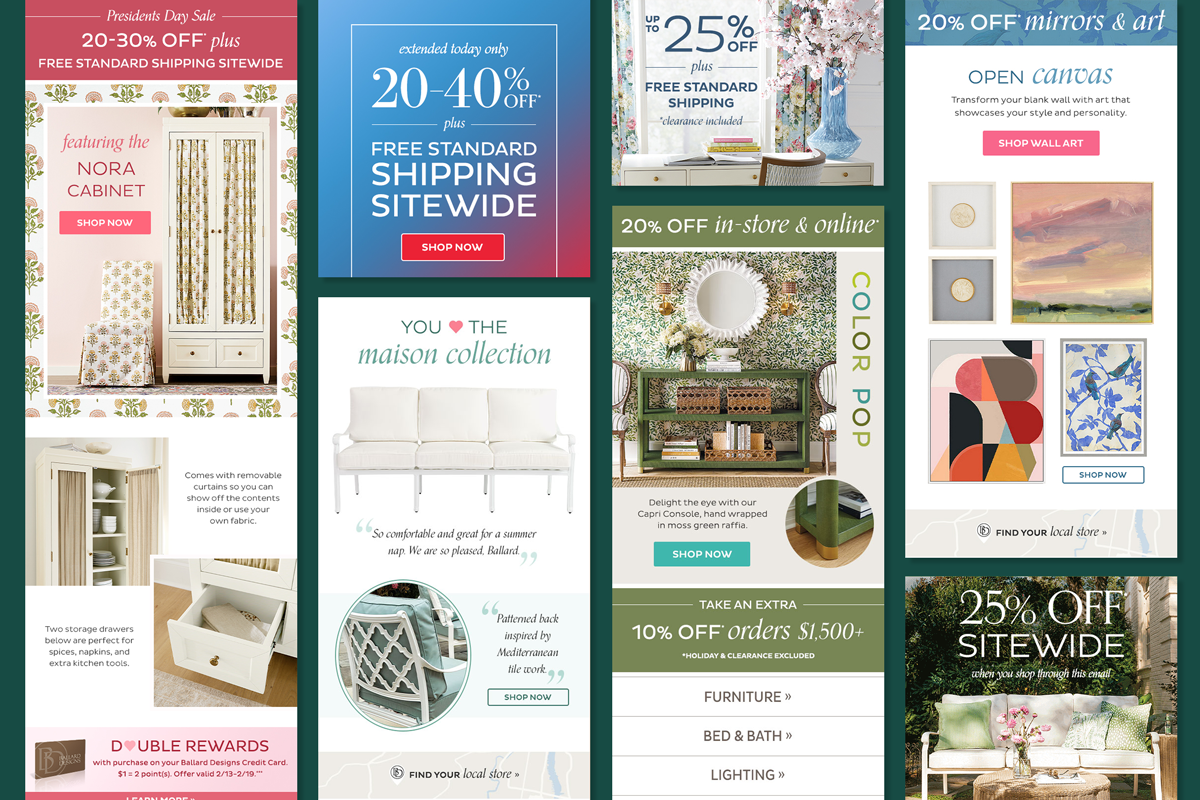 Presidents Day Sale
20-30% OFF* plus
FREE STANDARD SHIPPING SITEWIDE
featuring the
NORA
CABINET
SHOP NOW
Comes with removable
curtains so you can
show off the contents
inside or use your
own fabric.
Two storage drawers
below are perfect for
spices, napkins, and
extra kitchen tools.
BALLARD
DESIGNS
DOUBLE REWARDS
with purchase on your Ballard Designs Credit Card.
$1 = 2 point(s). Offer valid 2/13–2/19.***
LEARN MORE »
extended today only
20–40% OFF*
plus
FREE STANDARD
SHIPPING
SITEWIDE
SHOP NOW
YOU ♥ THE
maison collection
“So comfortable and great for a summer
nap. We are so pleased, Ballard.”
“Patterned back
inspired by
Mediterranean
tile work.”
SHOP NOW
FIND YOUR local store »
UP TO 25% OFF
plus
FREE STANDARD
SHIPPING
*clearance included
20% OFF in-store & online*
COLOR POP
Delight the eye with our
Capri Console, hand wrapped
in moss green raffia.
SHOP NOW
TAKE AN EXTRA
10% OFF* orders $1,500+
*HOLIDAY & CLEARANCE EXCLUDED
FURNITURE »
BED & BATH »
LIGHTING »
20% OFF* mirrors & art
OPEN canvas
Transform your blank wall with art that
showcases your style and personality.
SHOP WALL ART
SHOP NOW
FIND YOUR local store »
25% OFF*
SITEWIDE
when you shop through this email